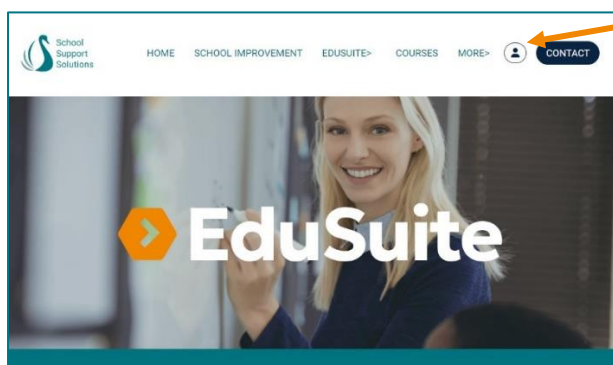 School
Support
Solutions
HOME SCHOOL IMPROVEMENT EDUSUITE> COURSES MORE> CONTACT
EduSuite